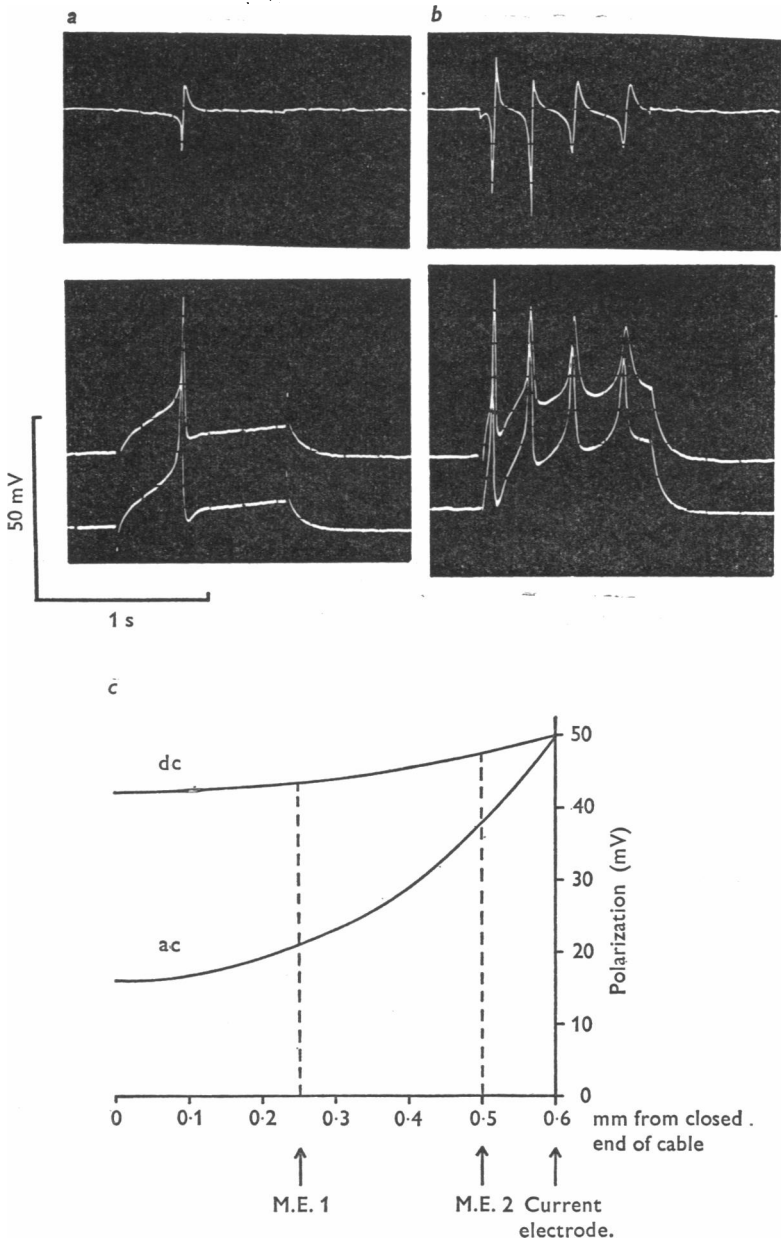 a
b
50 mV
1 s
c
dc
ac
50
40
30
20
10
0
Polarization (mV)
0 0·1 0·2 0·3 0·4 0·5 0·6
mm from closed .
end of cable
M.E. 1
M.E. 2 Current
electrode.